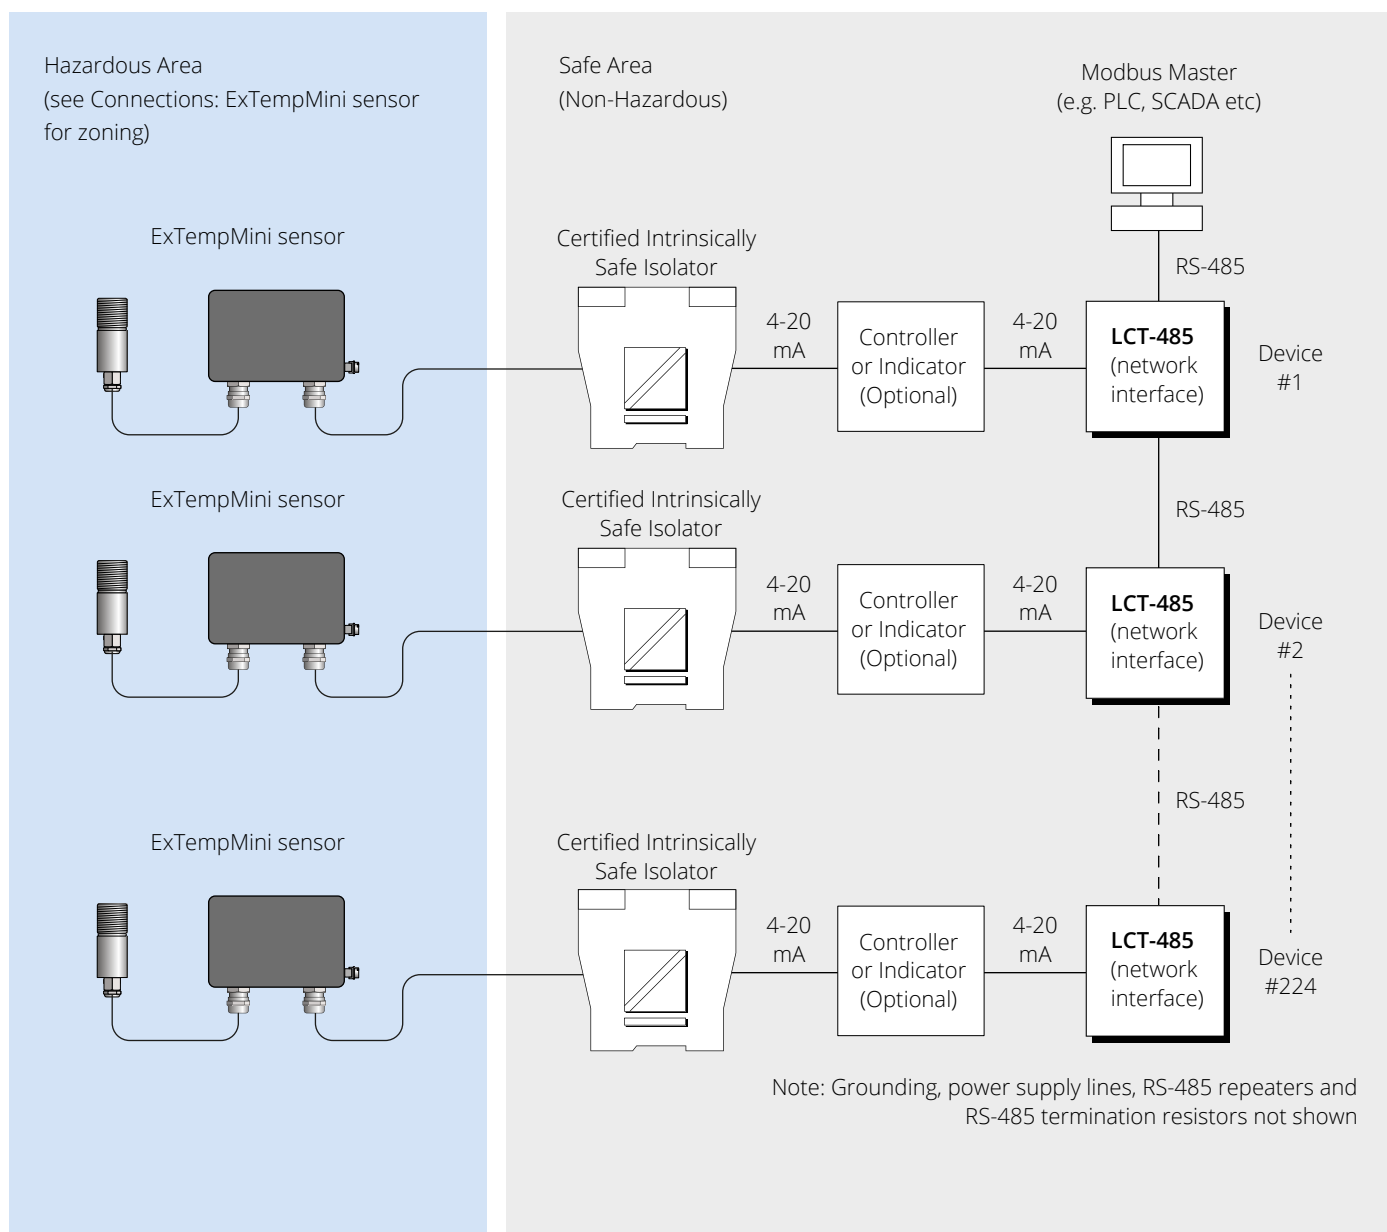 Hazardous Area
(see Connections: ExTempMini sensor
for zoning)
Safe Area
(Non-Hazardous)
Modbus Master
(e.g. PLC, SCADA etc)
RS-485
ExTempMini sensor
Certified Intrinsically
Safe Isolator
4-20
mA
Controller
or Indicator
(Optional)
4-20
mA
LCT-485
(network
interface)
Device
#1
RS-485
ExTempMini sensor
Certified Intrinsically
Safe Isolator
4-20
mA
Controller
or Indicator
(Optional)
4-20
mA
LCT-485
(network
interface)
Device
#2
RS-485
ExTempMini sensor
Certified Intrinsically
Safe Isolator
4-20
mA
Controller
or Indicator
(Optional)
4-20
mA
LCT-485
(network
interface)
Device
#224
Note: Grounding, power supply lines, RS-485 repeaters and
RS-485 termination resistors not shown